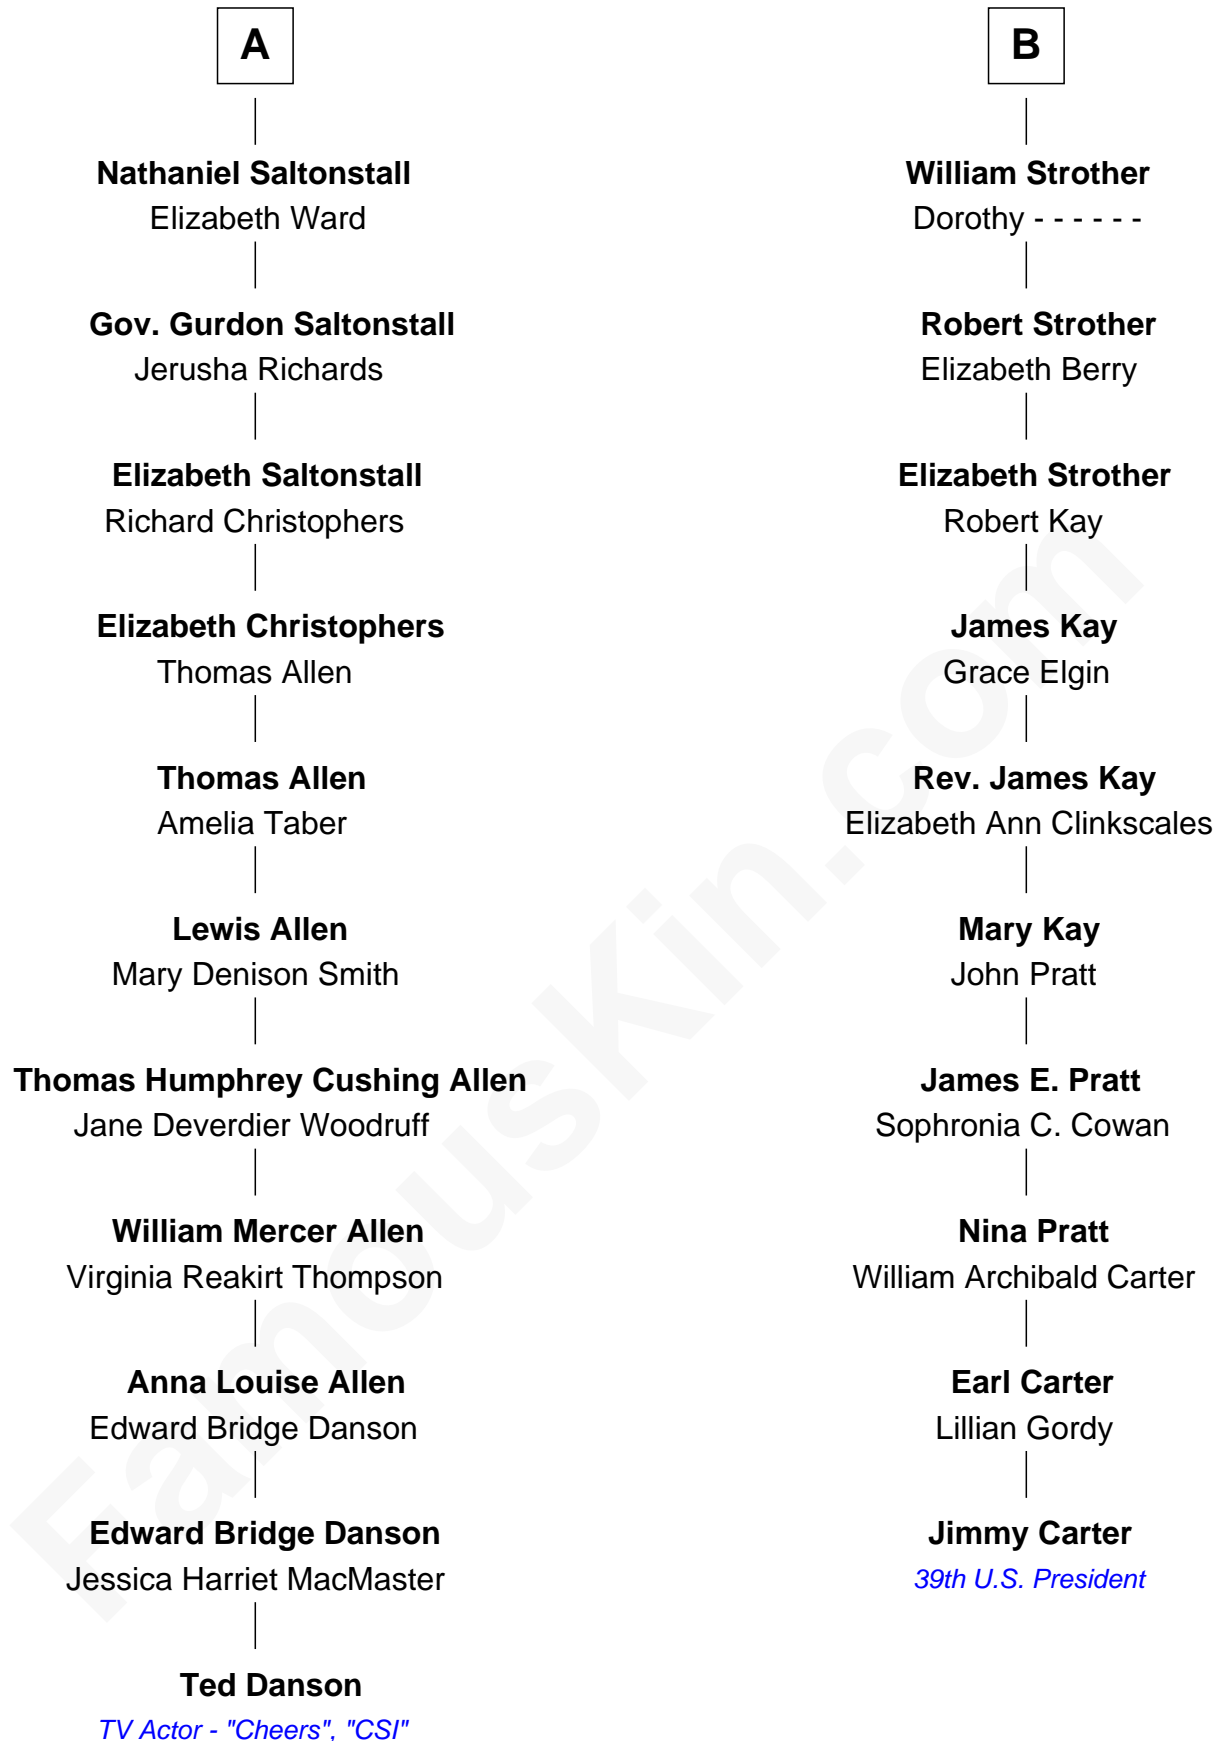 A
Nathaniel Saltonstall
Elizabeth Ward
Gov. Gurdon Saltonstall
Jerusha Richards
Elizabeth Saltonstall
Richard Christophers
Elizabeth Christophers
Thomas Allen
Thomas Allen
Amelia Taber
Lewis Allen
Mary Denison Smith
Thomas Humphrey Cushing Allen
Jane Deverdier Woodruff
William Mercer Allen
Virginia Reakirt Thompson
Anna Louise Allen
Edward Bridge Danson
Edward Bridge Danson
Jessica Harriet MacMaster
Ted Danson
TV Actor - "Cheers", "CSI"
B
William Strother
Dorothy - - - - - -
Robert Strother
Elizabeth Berry
Elizabeth Strother
Robert Kay
James Kay
Grace Elgin
Rev. James Kay
Elizabeth Ann Clinkscales
Mary Kay
John Pratt
James E. Pratt
Sophronia C. Cowan
Nina Pratt
William Archibald Carter
Earl Carter
Lillian Gordy
Jimmy Carter
39th U.S. President
FamousKin.com